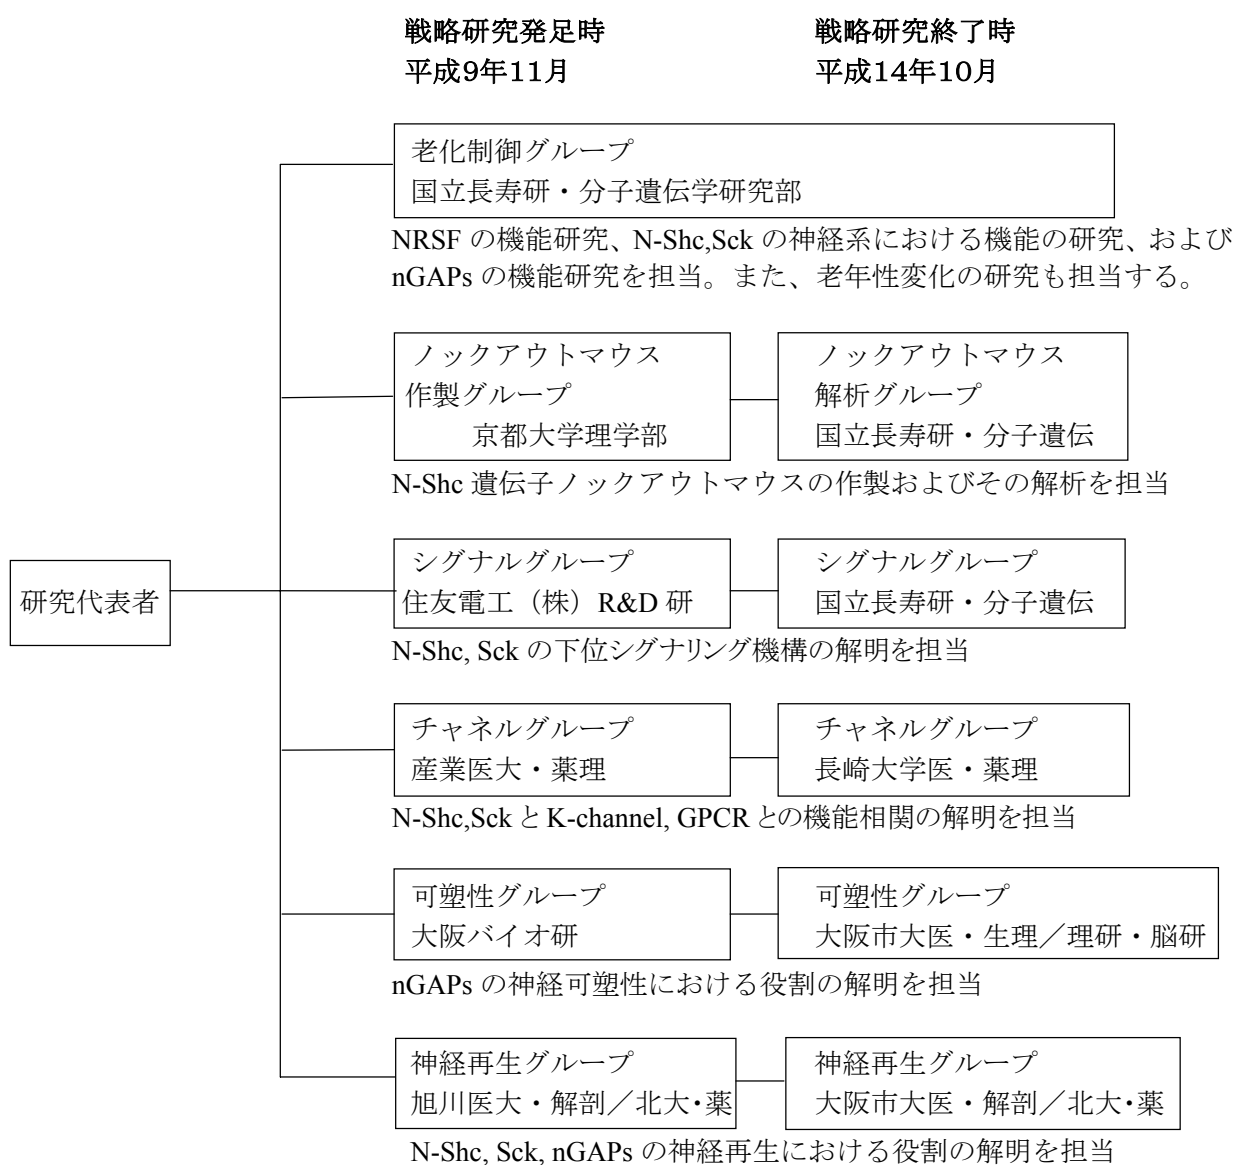 戦略研究発足時 戦略研究終了時
平成9年11月 平成14年10月
老化制御グループ
国立長寿研・分子遺伝学研究部
NRSF の機能研究、N-Shc,Sck の神経系における機能の研究、および
nGAPs の機能研究を担当。また、老年性変化の研究も担当する。
ノックアウトマウス
作製グループ
京都大学理学部
ノックアウトマウス
解析グループ
国立長寿研・分子遺伝
N-Shc 遺伝子ノックアウトマウスの作製およびその解析を担当
研究代表者
シグナルグループ
住友電工（株）R&D 研
シグナルグループ
国立長寿研・分子遺伝
N-Shc, Sck の下位シグナリング機構の解明を担当
チャネルグループ
産業医大・薬理
チャネルグループ
長崎大学医・薬理
N-Shc,Sck と K-channel, GPCR との機能相関の解明を担当
可塑性グループ
大阪バイオ研
可塑性グループ
大阪市大医・生理／理研・脳研
nGAPs の神経可塑性における役割の解明を担当
神経再生グループ
旭川医大・解剖／北大・薬
神経再生グループ
大阪市大医・解剖／北大・薬
N-Shc, Sck, nGAPs の神経再生における役割の解明を担当